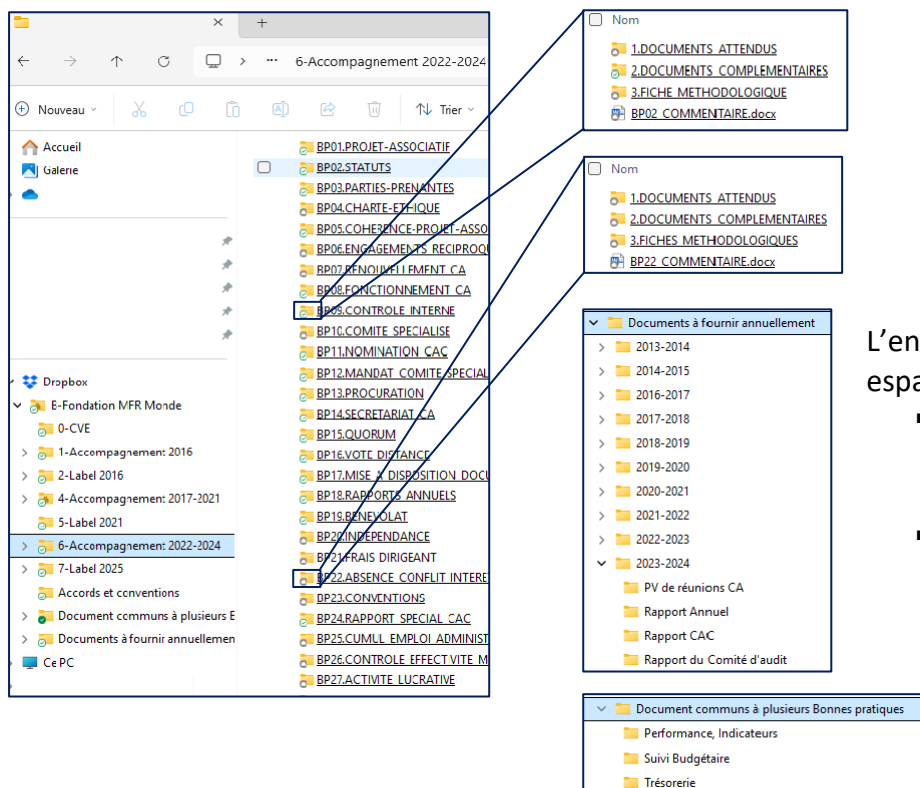 6-Accompagnement 2022-2024
Nouveau
Trier
Accueil
Galerie
Dropbox
E-Fondation MFR Monde
0-CVE
1-Accompagnement 2016
2-Label 2016
4-Accompagnement 2017-2021
5-Label 2021
6-Accompagnement 2022-2024
7-Label 2025
Accords et conventions
Document communs à plusieurs B
Documents à fournir annuellemen
Ce PC
BP01.PROJET-ASSOCIATIF
BP02.STATUTS
BP03.PARTIES-PRENANTES
BP04.CHARTE-ETHIQUE
BP05.COHERENCE-PROJET-ASSO
BP06.ENGAGEMENTS RECIPROQU
BP07.RENOUVELLEMENT CA
BP08.FONCTIONNEMENT CA
BP09.CONTROLE INTERNE
BP10.COMITE SPECIALISE
BP11.NOMINATION CAC
BP12.MANDAT COMITE SPECIAL
BP13.PROCURATION
BP14.SECRETARIAT CA
BP15.QUORUM
BP16.VOTE DISTANCE
BP17.MISE A DISPOSITION DOCU
BP18.RAPPORTS ANNUELS
BP19.BENEVOLAT
BP20.INDEPENDANCE
BP21.FRAIS DIRIGEANT
BP22.ABSENCE CONFLIT INTERE
BP23.CONVENTIONS
BP24.RAPPORT SPECIAL CAC
BP25.CUMUL EMPLOI ADMINIST
BP26.CONTROLE EFFECTIVITE M
BP27.ACTIVITE LUCRATIVE
Nom
1.DOCUMENTS ATTENDUS
2.DOCUMENTS COMPLEMENTAIRES
3.FICHE METHODOLOGIQUE
BP02 COMMENTAIRE.docx
Nom
1.DOCUMENTS ATTENDUS
2.DOCUMENTS COMPLEMENTAIRES
3.FICHES METHODOLOGIQUES
BP22 COMMENTAIRE.docx
Documents à fournir annuellement
2013-2014
2014-2015
2016-2017
2017-2018
2018-2019
2019-2020
2020-2021
2021-2022
2022-2023
2023-2024
PV de réunions CA
Rapport Annuel
Rapport CAC
Rapport du Comité d'audit
Document communs à plusieurs Bonnes pratiques
Performance, Indicateurs
Suivi Budgétaire
Trésorerie
L'en
espa